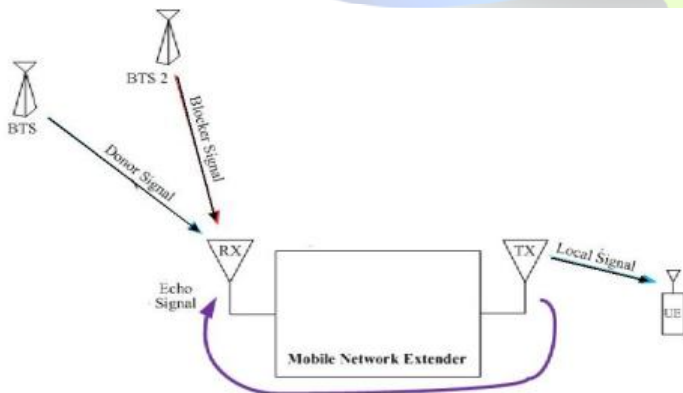 BTS 2
BTS
Blocker Signal
Donor Signal
RX
TX
Local Signal
Echo
Signal
UE
Mobile Network Extender